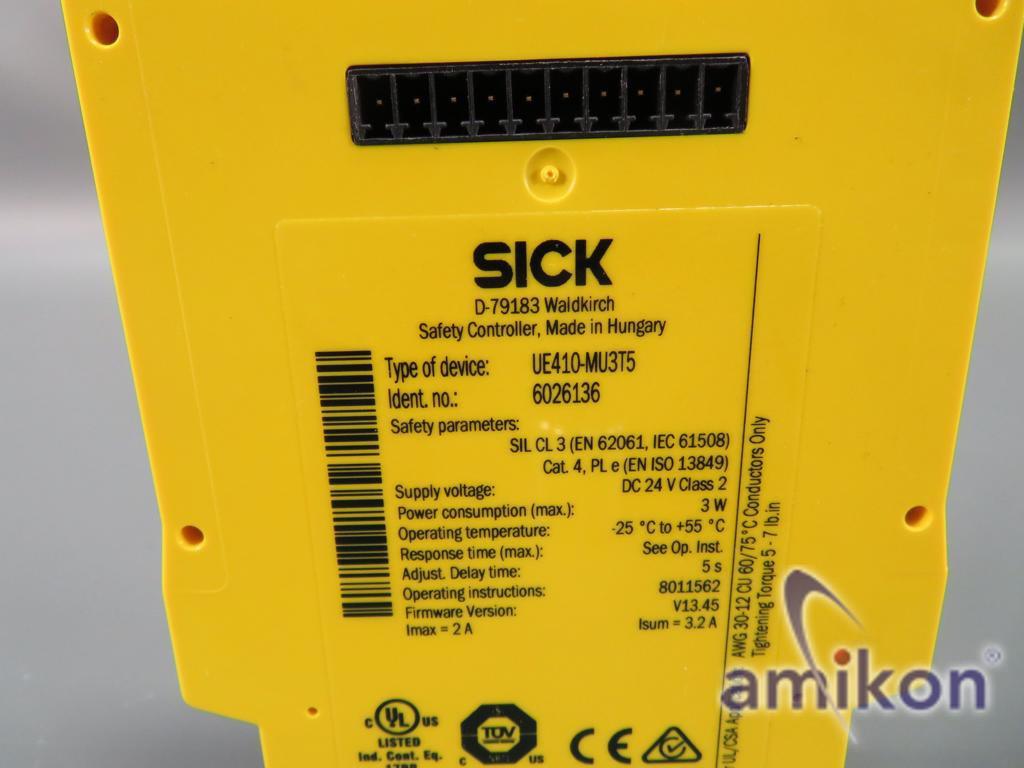 SICK
D-79183 Waldkirch
Safety Controller, Made in Hungary
Type of device: UE410-MU3T5
Ident. no.: 6026136
Safety parameters:
SIL CL 3 (EN 62061, IEC 61508)
Cat. 4, PL e (EN ISO 13849)
Supply voltage: DC 24 V Class 2
Power consumption (max.): 3 W
Operating temperature: -25 °C to +55 °C
Response time (max.): See Op. Inst.
Adjust. Delay time: 5 s
Operating instructions: 8011562
Firmware Version: V13.45
Imax = 2 A Isum = 3.2 A
AWG 30-12 CU 60/75°C Conductors Only
Tightening Torque 5 - 7 lb.in
c UL US
LISTED
Ind. Cont. Eq.
TÜV
C US
CE
amikon®